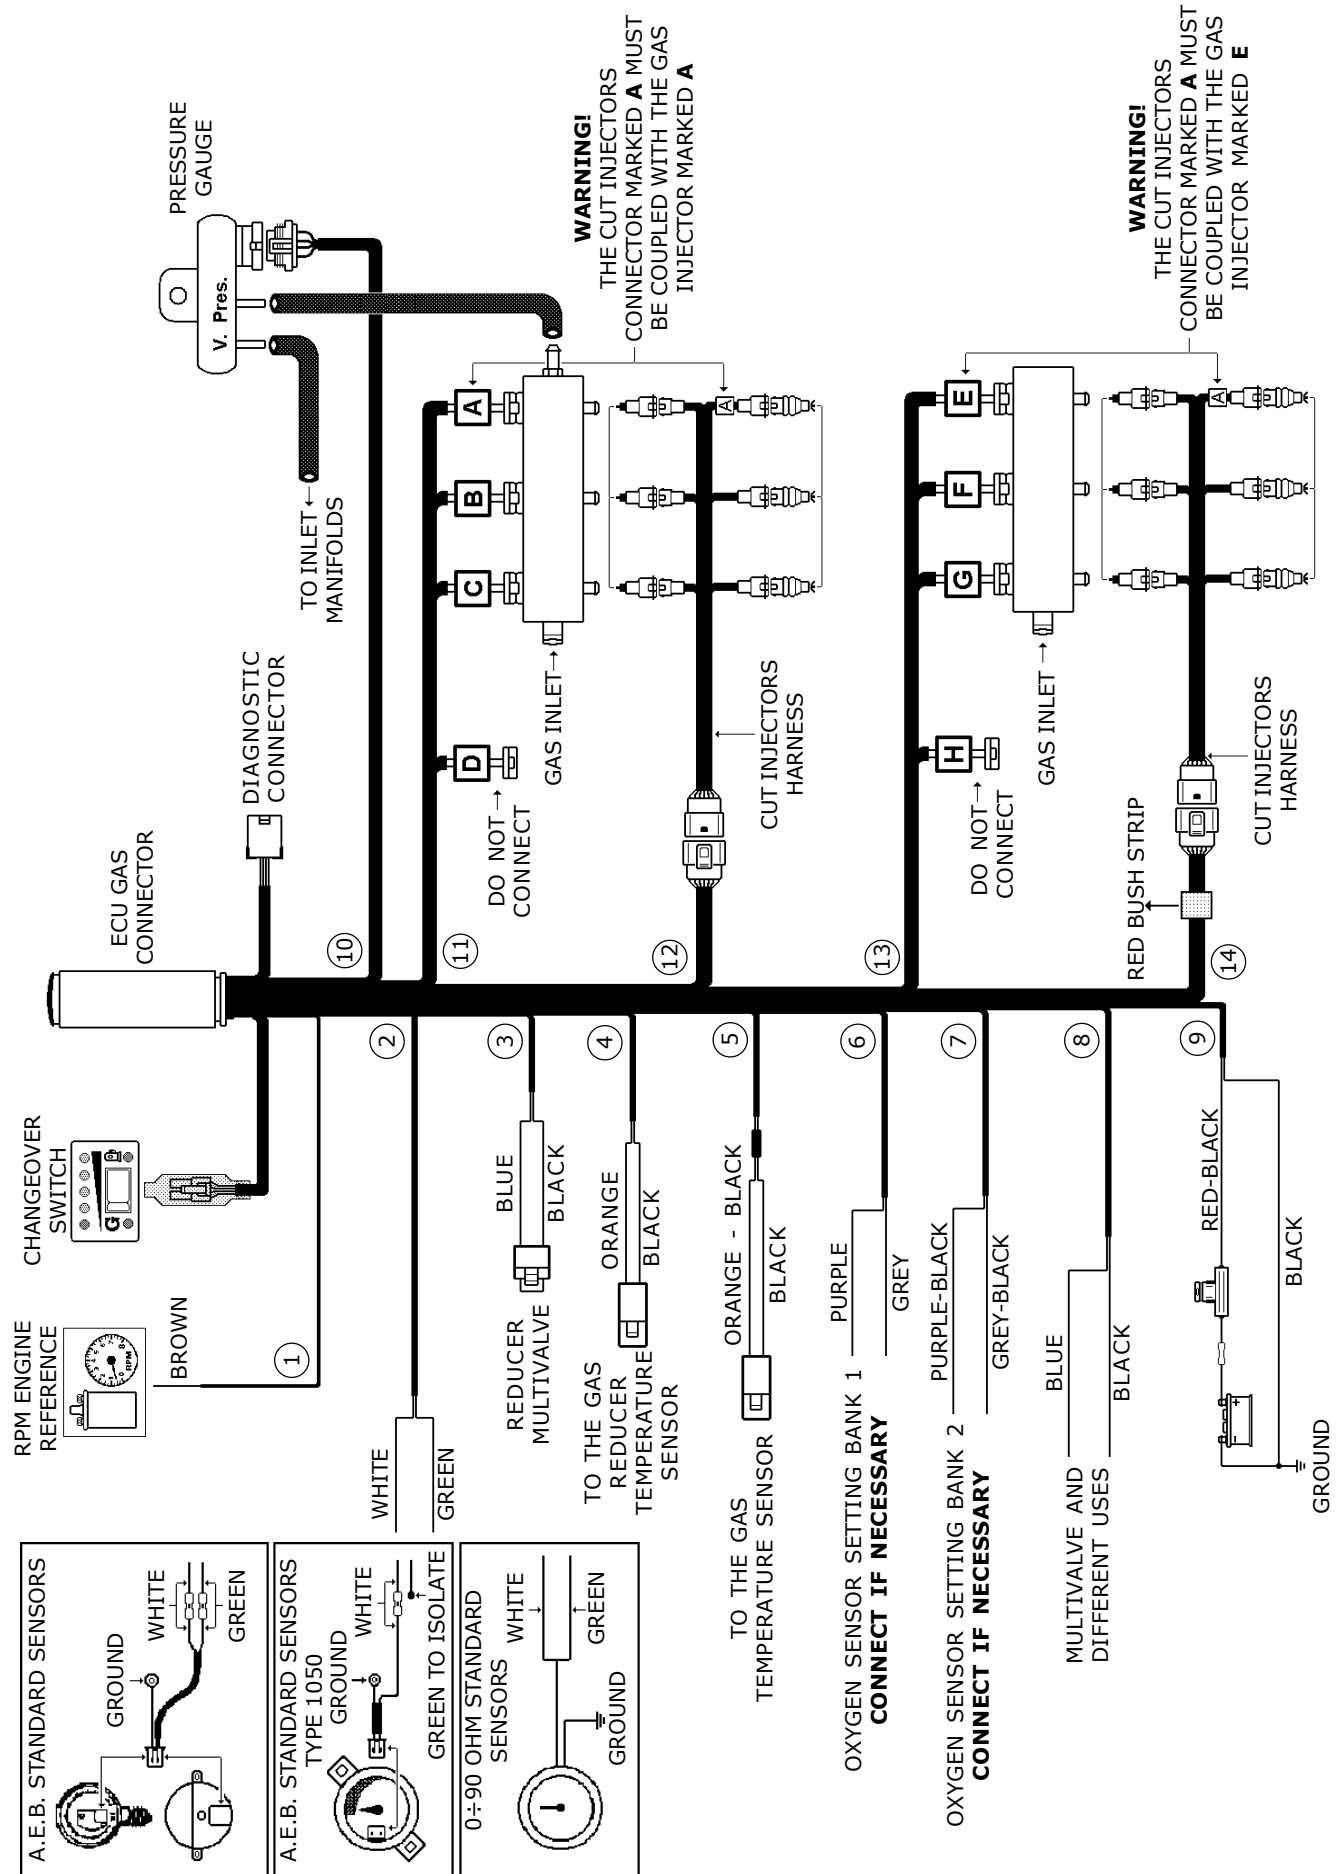 A.E.B. STANDARD SENSORS
GROUND
WHITE
GREEN
A.E.B. STANDARD SENSORS
TYPE 1050
GROUND
WHITE
GREEN TO ISOLATE
0÷90 OHM STANDARD
SENSORS
WHITE
GREEN
GROUND
RPM ENGINE
REFERENCE
RPM
BROWN
1
CHANGEOVER
SWITCH
G
ECU GAS
CONNECTOR
DIAGNOSTIC
CONNECTOR
PRESSURE
GAUGE
V. Pres.
TO INLET
MANIFOLDS
10
WHITE
GREEN
2
11
D
C
B
A
DO NOT
CONNECT
GAS INLET
WARNING!
THE CUT INJECTORS
CONNECTOR MARKED A MUST
BE COUPLED WITH THE GAS
INJECTOR MARKED A
REDUCER
MULTIVALVE
BLUE
BLACK
3
TO THE GAS
REDUCER
TEMPERATURE
SENSOR
ORANGE
BLACK
4
12
A
CUT INJECTORS
HARNESS
TO THE GAS
TEMPERATURE SENSOR
ORANGE - BLACK
BLACK
5
OXYGEN SENSOR SETTING BANK 1
CONNECT IF NECESSARY
PURPLE
GREY
6
13
H
G
F
E
DO NOT
CONNECT
GAS INLET
WARNING!
THE CUT INJECTORS
CONNECTOR MARKED A MUST
BE COUPLED WITH THE GAS
INJECTOR MARKED E
OXYGEN SENSOR SETTING BANK 2
CONNECT IF NECESSARY
PURPLE-BLACK
GREY-BLACK
7
MULTIVALVE AND
DIFFERENT USES
BLUE
BLACK
8
RED BUSH STRIP
14
A
CUT INJECTORS
HARNESS
9
RED-BLACK
BLACK
- +
GROUND